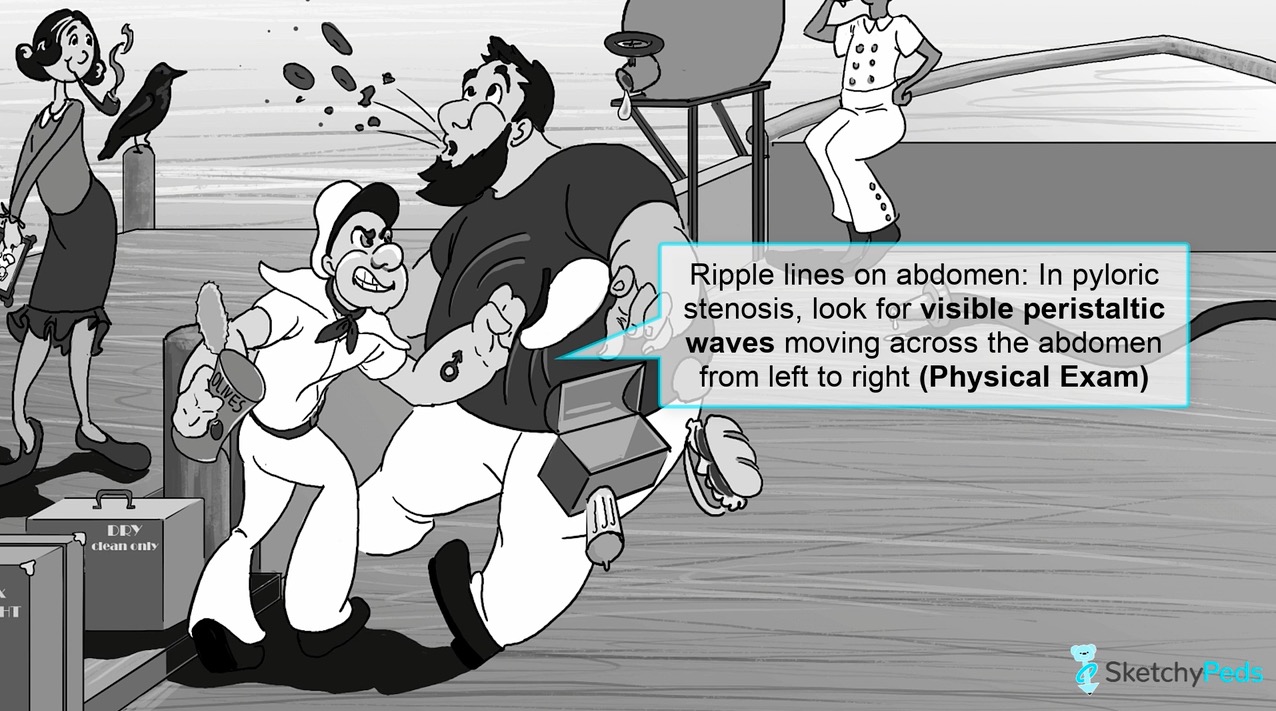 Ripple lines on abdomen: In pyloric
stenosis, look for visible peristaltic
waves moving across the abdomen
from left to right (Physical Exam)
OLIVES
DRY
clean only
X
HT
SketchyPeds